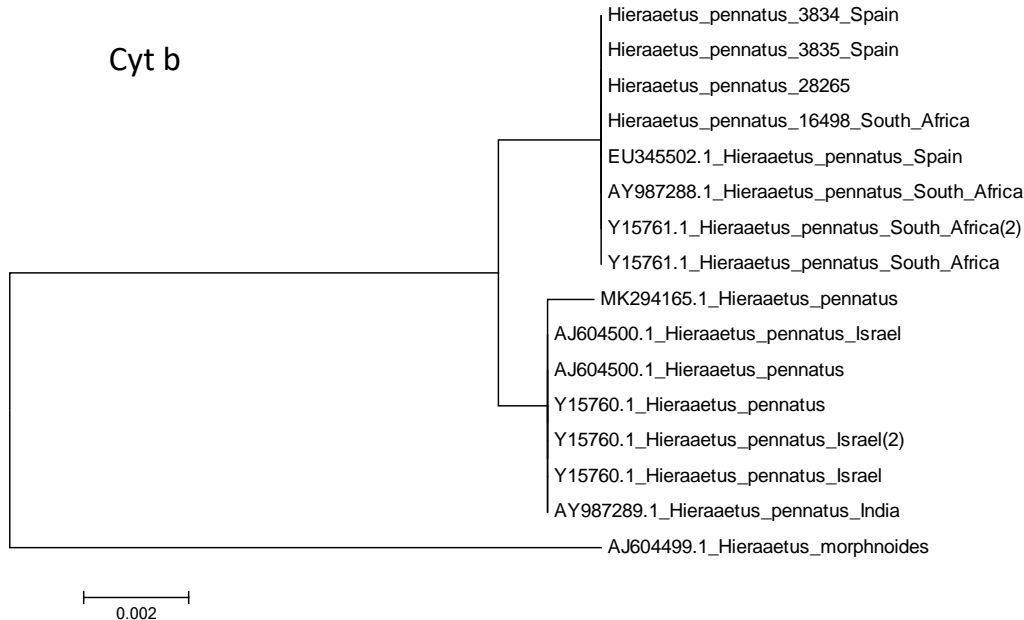 Cyt b
Hieraaetus_pennatus_3834_Spain
Hieraaetus_pennatus_3835_Spain
Hieraaetus_pennatus_28265
Hieraaetus_pennatus_16498_South_Africa
EU345502.1_Hieraaetus_pennatus_Spain
AY987288.1_Hieraaetus_pennatus_South_Africa
Y15761.1_Hieraaetus_pennatus_South_Africa(2)
Y15761.1_Hieraaetus_pennatus_South_Africa
MK294165.1_Hieraaetus_pennatus
AJ604500.1_Hieraaetus_pennatus_Israel
AJ604500.1_Hieraaetus_pennatus
Y15760.1_Hieraaetus_pennatus
Y15760.1_Hieraaetus_pennatus_Israel(2)
Y15760.1_Hieraaetus_pennatus_Israel
AY987289.1_Hieraaetus_pennatus_India
AJ604499.1_Hieraaetus_morphnoides
0.002